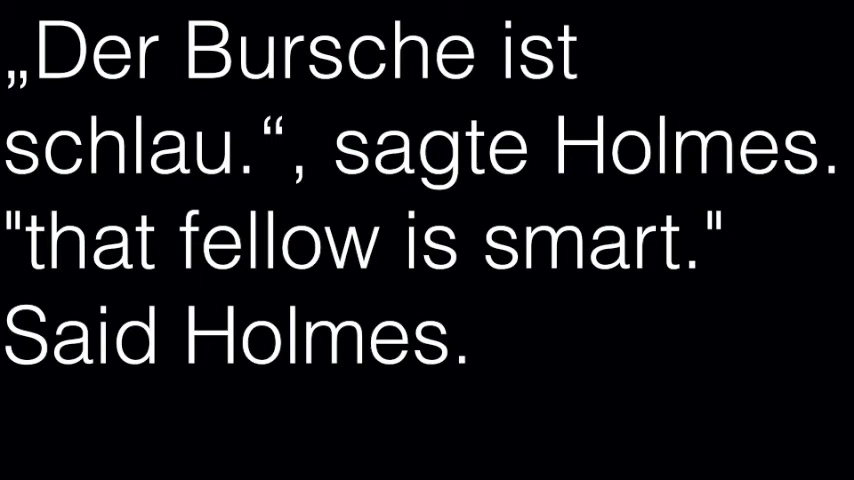 „Der Bursche ist
schlau.“, sagte Holmes.
"that fellow is smart."
Said Holmes.